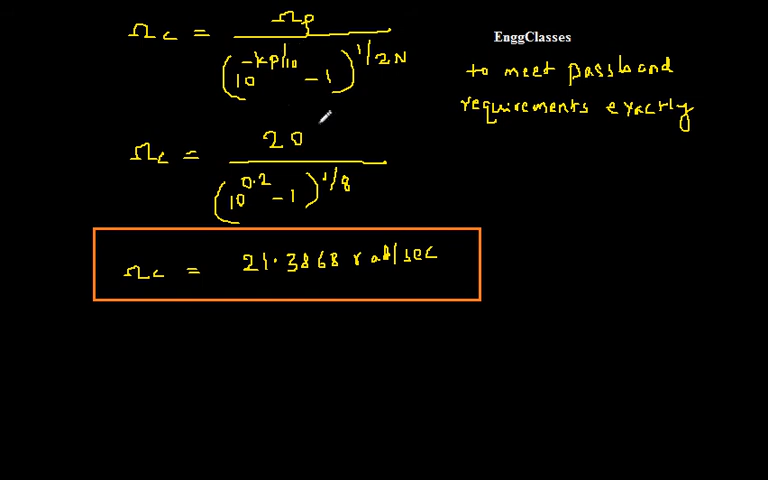 Ωc = Ωp / (10^(-kp/10) - 1)^(1/2N)
EnggClasses
to meet passband
requirements exactly
Ωc = 20 / (10^0.2 - 1)^(1/8)
Ωc = 21.3868 rad/sec